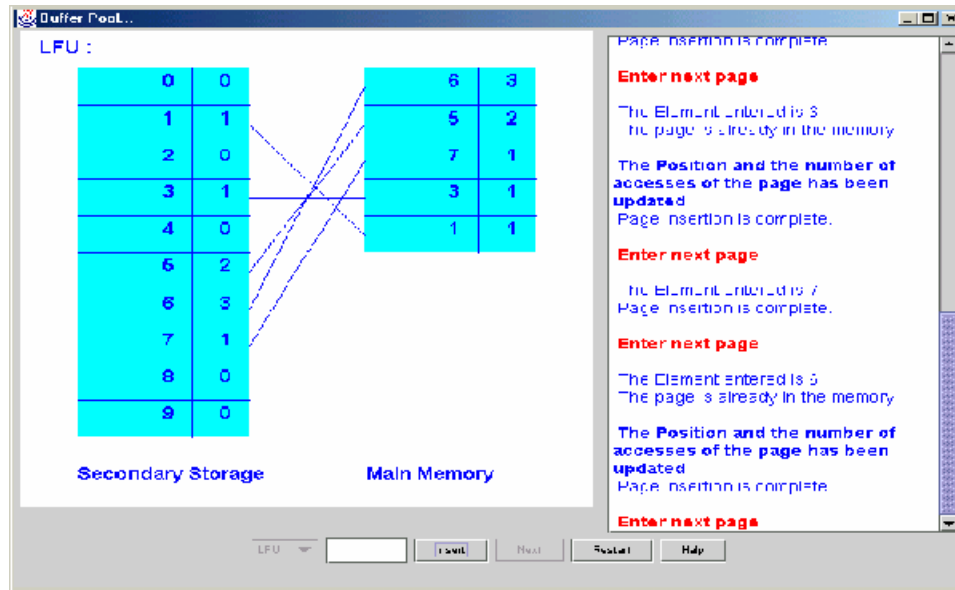 Buffer Pool...
LFU :
0 0
1 1
2 0
3 1
4 0
5 2
6 3
7 1
8 0
9 0
6 3
5 2
7 1
3 1
1 1
Secondary Storage
Main Memory
Page insertion is complete
Enter next page
The Element entered is
The page is already in the memory
The Position and the number of
accesses of the page has been
updated
Page insertion is complete.
Enter next page
The Element entered is 7
Page insertion is complete.
Enter next page
The Element entered is 5
The page is already in the memory
The Position and the number of
accesses of the page has been
updated
Page insertion is complete
Enter next page
LFU
Insert
Next
Restart
Help